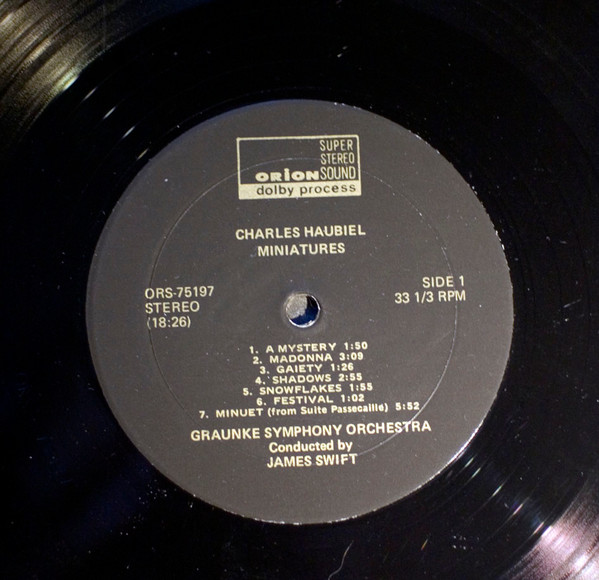 SUPER
STEREO
ORION SOUND
dolby process
CHARLES HAUBIEL
MINIATURES
ORS-75197
STEREO
(18:26)
SIDE 1
33 1/3 RPM
1. A MYSTERY 1:50
2. MADONNA 3:09
3. GAIETY 1:26
4. SHADOWS 2:55
5. SNOWFLAKES 1:55
6. FESTIVAL 1:02
7. MINUET (from Suite Passecaille) 5:52
GRAUNKE SYMPHONY ORCHESTRA
Conducted by
JAMES SWIFT